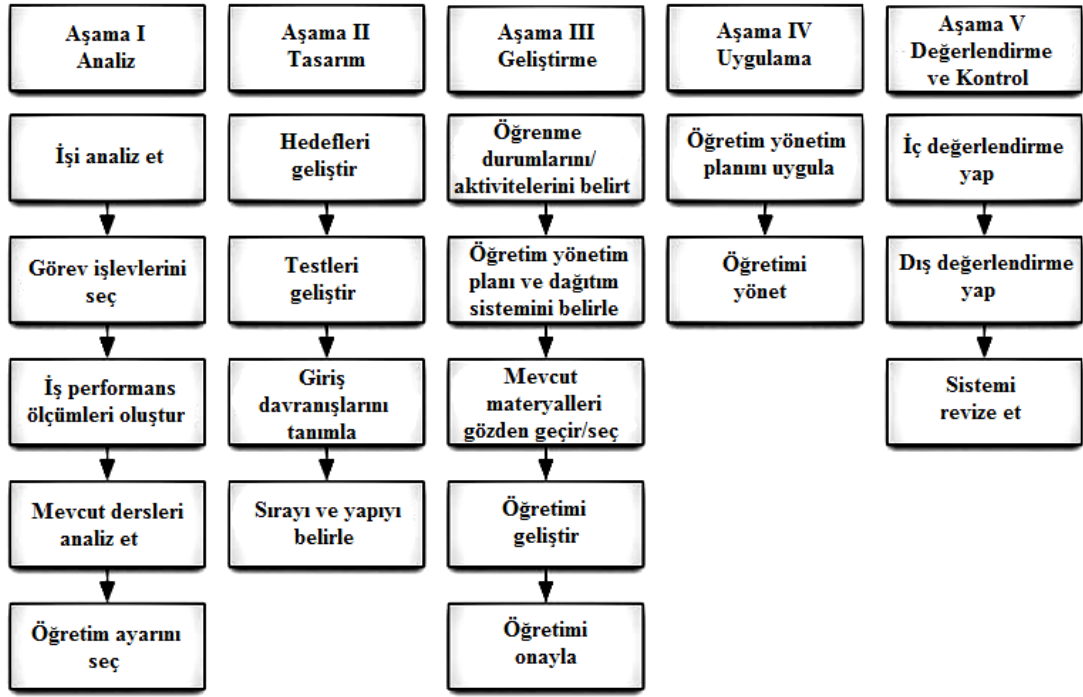 Aşama I
Analiz
İşi analiz et
Görev işlevlerini
seç
İş performans
ölçümleri oluştur
Mevcut dersleri
analiz et
Öğretim ayarını
seç
Aşama II
Tasarım
Hedefleri
geliştir
Testleri
geliştir
Giriş
davranışlarını
tanımla
Sırayı ve yapıyı
belirle
Aşama III
Geliştirme
Öğrenme
durumlarını/
aktivitelerini belirt
Öğretim yönetim
planı ve dağıtım
sistemini belirle
Mevcut
materyalleri
gözden geçir/seç
Öğretimi
geliştir
Öğretimi
onayla
Aşama IV
Uygulama
Öğretim yönetim
planını uygula
Öğretimi
yönet
Aşama V
Değerlendirme
ve Kontrol
İç değerlendirme
yap
Dış değerlendirme
yap
Sistemi
revize et